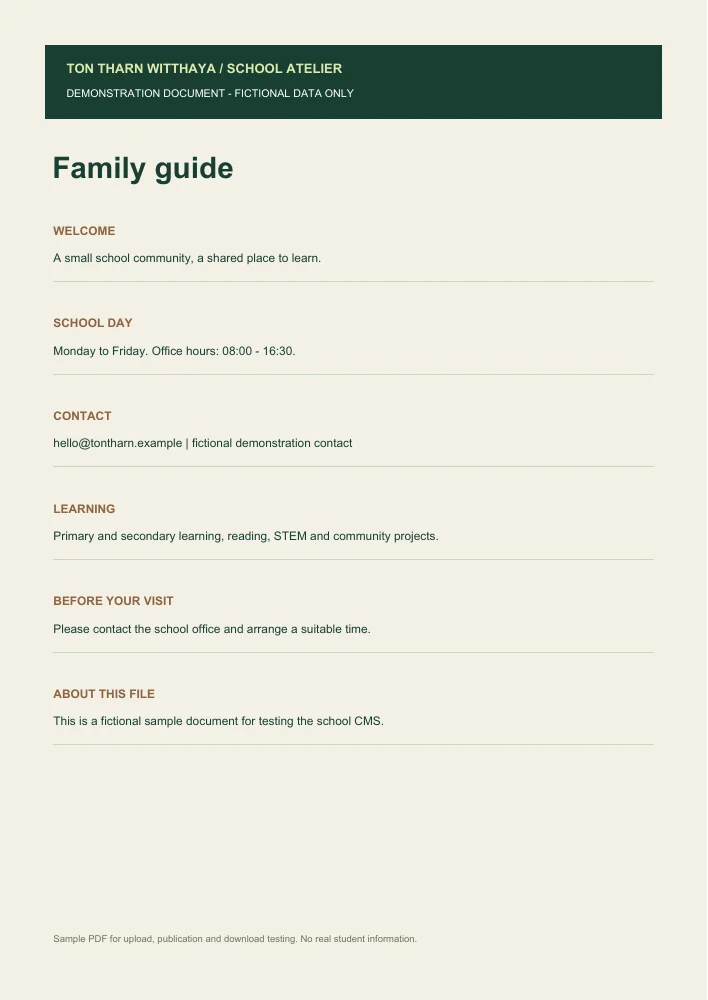 TON THARN WITTHAYA / SCHOOL ATELIER
DEMONSTRATION DOCUMENT - FICTIONAL DATA ONLY
Family guide
WELCOME
A small school community, a shared place to learn.
SCHOOL DAY
Monday to Friday. Office hours: 08:00 - 16:30.
CONTACT
hello@tontharn.example | fictional demonstration contact
LEARNING
Primary and secondary learning, reading, STEM and community projects.
BEFORE YOUR VISIT
Please contact the school office and arrange a suitable time.
ABOUT THIS FILE
This is a fictional sample document for testing the school CMS.
Sample PDF for upload, publication and download testing. No real student information.